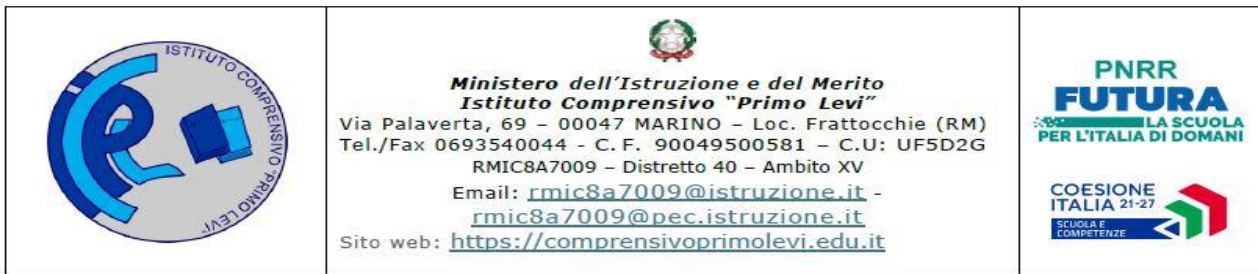 ISTITUTO COMPRENSIVO "PRIMO LEVI"
Ministero dell'Istruzione e del Merito
Istituto Comprensivo "Primo Levi"
Via Palaverta, 69 – 00047 MARINO – Loc. Frattocchie (RM)
Tel./Fax 0693540044 - C. F. 90049500581 – C.U: UF5D2G
RMIC8A7009 – Distretto 40 – Ambito XV
Email: rmic8a7009@istruzione.it -
rmic8a7009@pec.istruzione.it
Sito web: https://comprensivoprimolevi.edu.it
PNRR
FUTURA
LA SCUOLA
PER L'ITALIA DI DOMANI
COESIONE
ITALIA 21-27
SCUOLA E
COMPETENZE